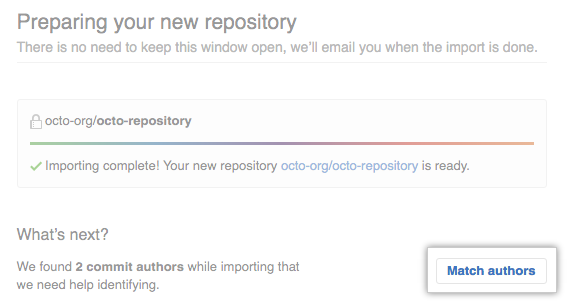 Preparing your new repository
There is no need to keep this window open, we'll email you when the import is done.
octo-org/octo-repository
Importing complete! Your new repository octo-org/octo-repository is ready.
What's next?
We found 2 commit authors while importing that
we need help identifying.
Match authors